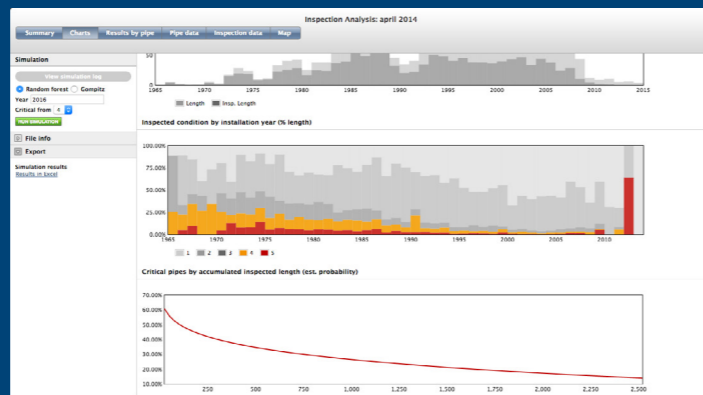 Inspection Analysis: april 2014
Summary Charts Results by pipe Pipe data Inspection data Map
Simulation
View simulation log
Random forest Gompitz
Year 2016
Critical from 4
RUN SIMULATION
File info
Export
Simulation results
Results in Excel
50
0
1965 1970 1975 1980 1985 1990 1995 2000 2005 2010 2015
Length Insp. Length
Inspected condition by installation year (% length)
100.00%
75.00%
50.00%
25.00%
0.00%
1965 1970 1975 1980 1985 1990 1995 2000 2005 2010
1 2 3 4 5
Critical pipes by accumulated inspected length (est. probability)
70.00%
60.00%
50.00%
40.00%
30.00%
20.00%
10.00%
250 500 750 1,000 1,250 1,500 1,750 2,000 2,250 2,500